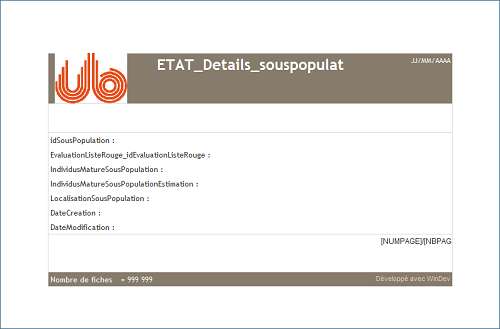 ub
ETAT_Details_souspopulat
JJ/MM/AAAA
idSousPopulation :
EvaluationListeRouge_idEvaluationListeRouge :
IndividusMatureSousPopulation :
IndividusMatureSousPopulationEstimation :
LocalisationSousPopulation :
DateCreation :
DateModification :
[NUMPAGE]/[NBPAG
Nombre de fiches = 999 999
Développé avec WinDev